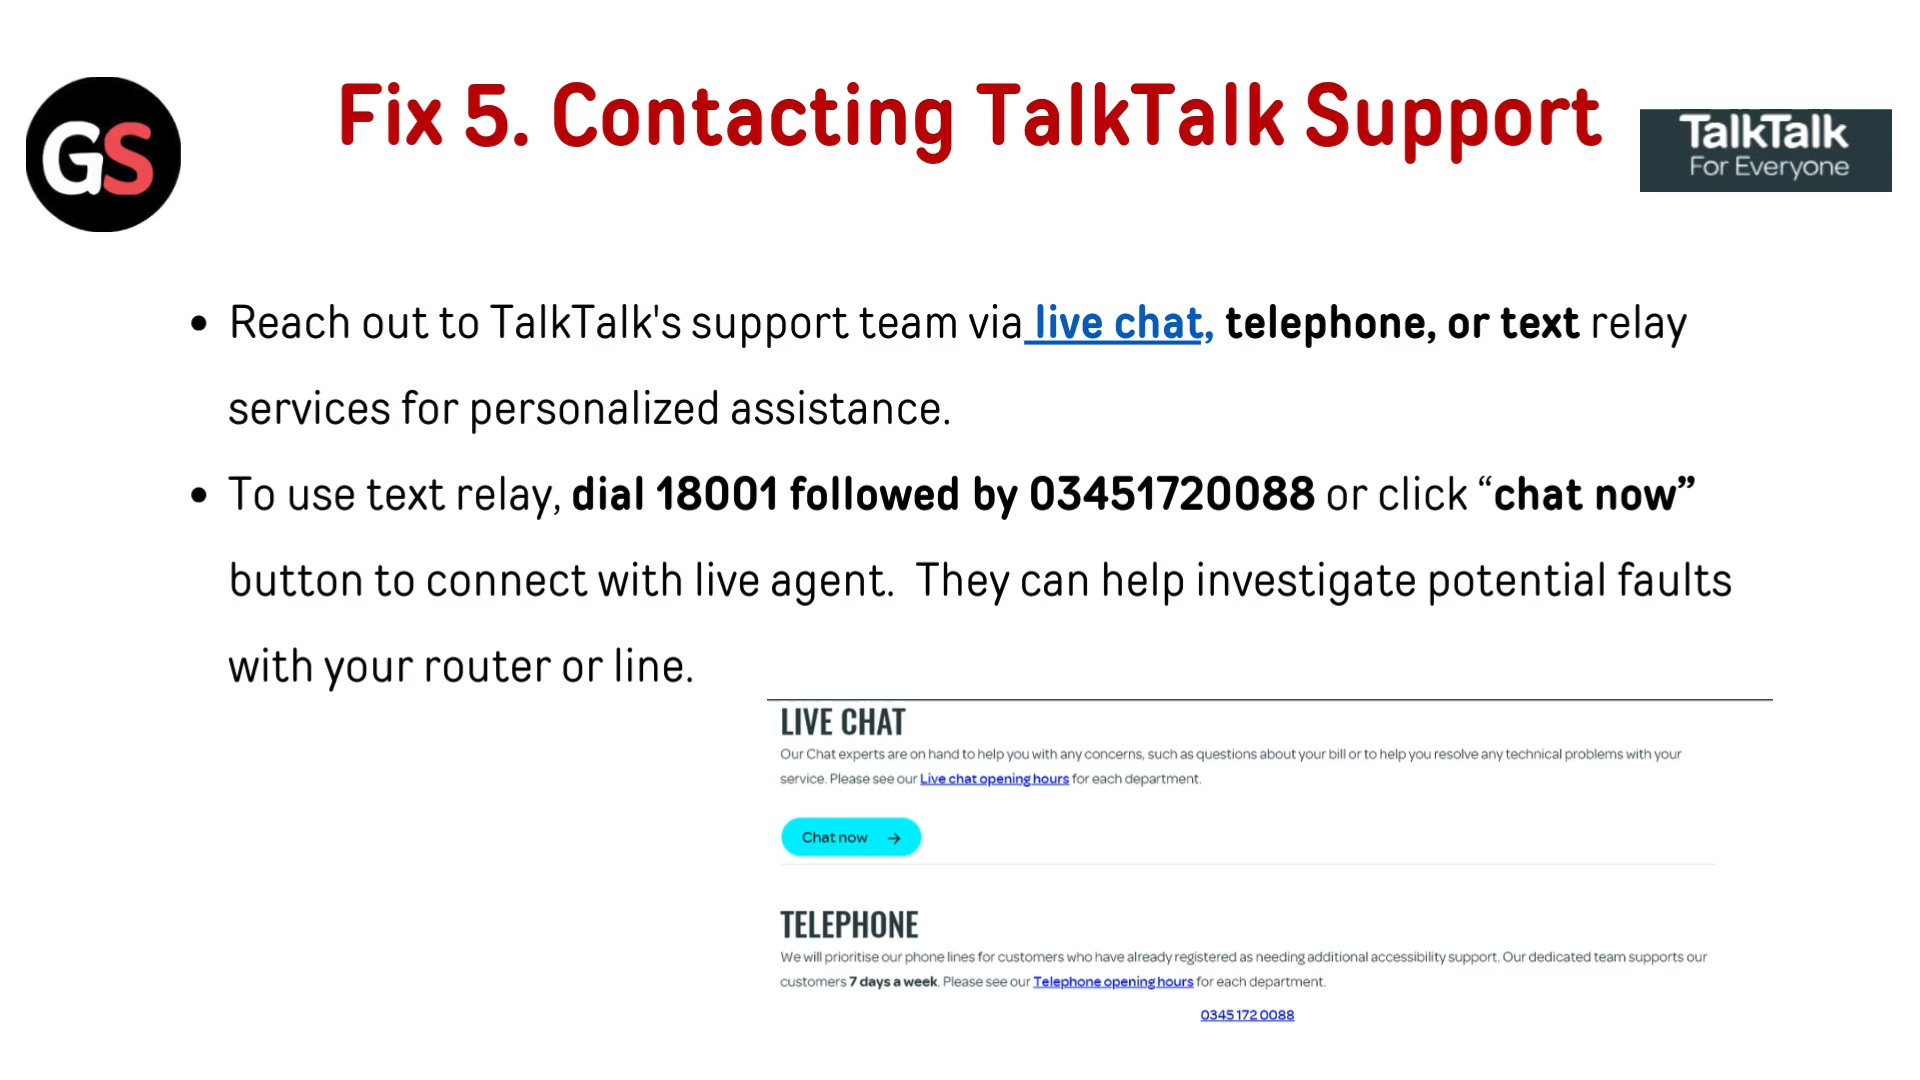 Fix 5. Contacting TalkTalk Support
GS
TalkTalk
For Everyone
• Reach out to TalkTalk's support team via live chat, telephone, or text relay
services for personalized assistance.
• To use text relay, dial 18001 followed by 03451720088 or click “chat now”
button to connect with live agent.  They can help investigate potential faults
with your router or line.
LIVE CHAT
Our Chat experts are on hand to help you with any concerns, such as questions about your bill or to help you resolve any technical problems with your
service. Please see our Live chat opening hours for each department.
Chat now →
TELEPHONE
We will prioritise our phone lines for customers who have already registered as needing additional accessibility support. Our dedicated team supports our
customers 7 days a week. Please see our Telephone opening hours for each department.
0345 172 0088